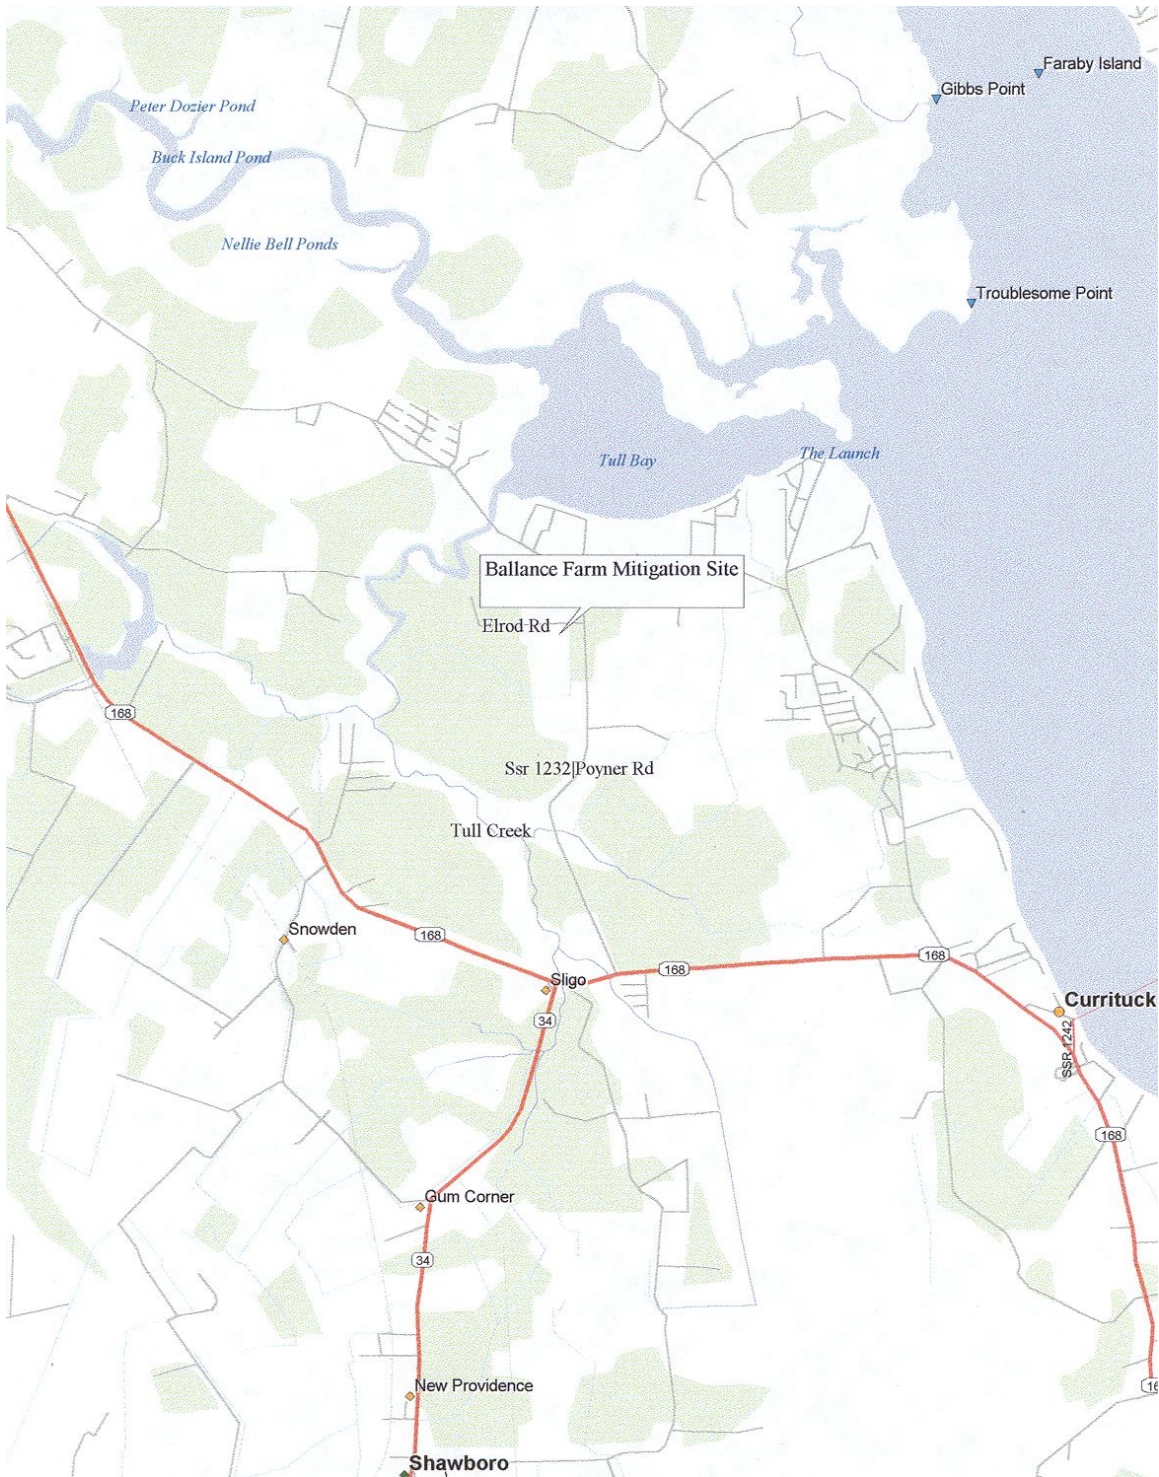 Faraby Island
Gibbs Point
Peter Dozier Pond
Buck Island Pond
Nellie Bell Ponds
Troublesome Point
Tull Bay
The Launch
Ballance Farm Mitigation Site
Elrod Rd
168
Ssr 1232|Poyner Rd
Tull Creek
Snowden
168
168
168
Sligo
34
Currituck
SSR 1242
168
Gum Corner
34
New Providence
16
Shawboro